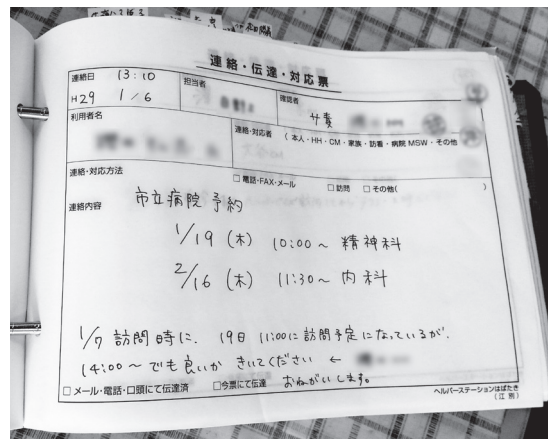 連絡・伝達・対応票
連絡日 13:10
H29 1/6
担当者
確認者
サ責
利用者名
連絡・対応者 (本人・HH・CM・家族・訪看・病院MSW・その他
連絡・対応方法 □電話・FAX・メール □訪問 □その他( )
連絡内容 市立病院予約
1/19 (木) 10:00〜 精神科
2/16 (木) 11:30〜 内科
1/7 訪問時に、19日 11:00に訪問予定になっているが、
14:00〜でも良いか きいてください ←
おねがいします。
□メール・電話・口頭にて伝達済 □今票にて伝達
ヘルパーステーションはばたき
(江別)